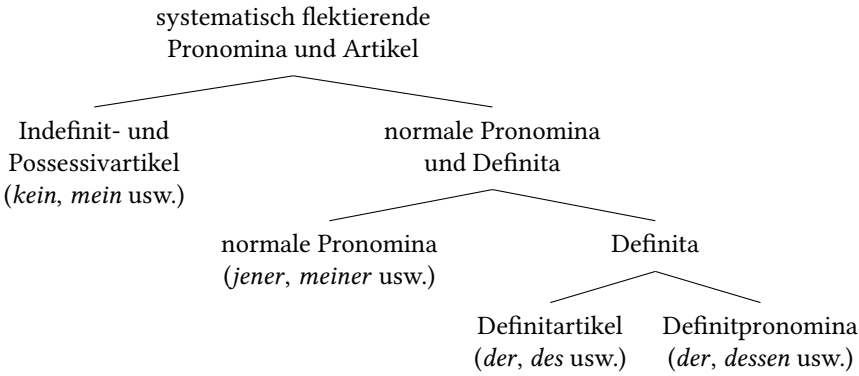 systematisch flektierende
Pronomina und Artikel
Indefinit- und
Possessivartikel
(kein, mein usw.)
normale Pronomina
und Definita
normale Pronomina
(jener, meiner usw.)
Definita
Definitartikel
(der, des usw.)
Definitpronomina
(der, dessen usw.)